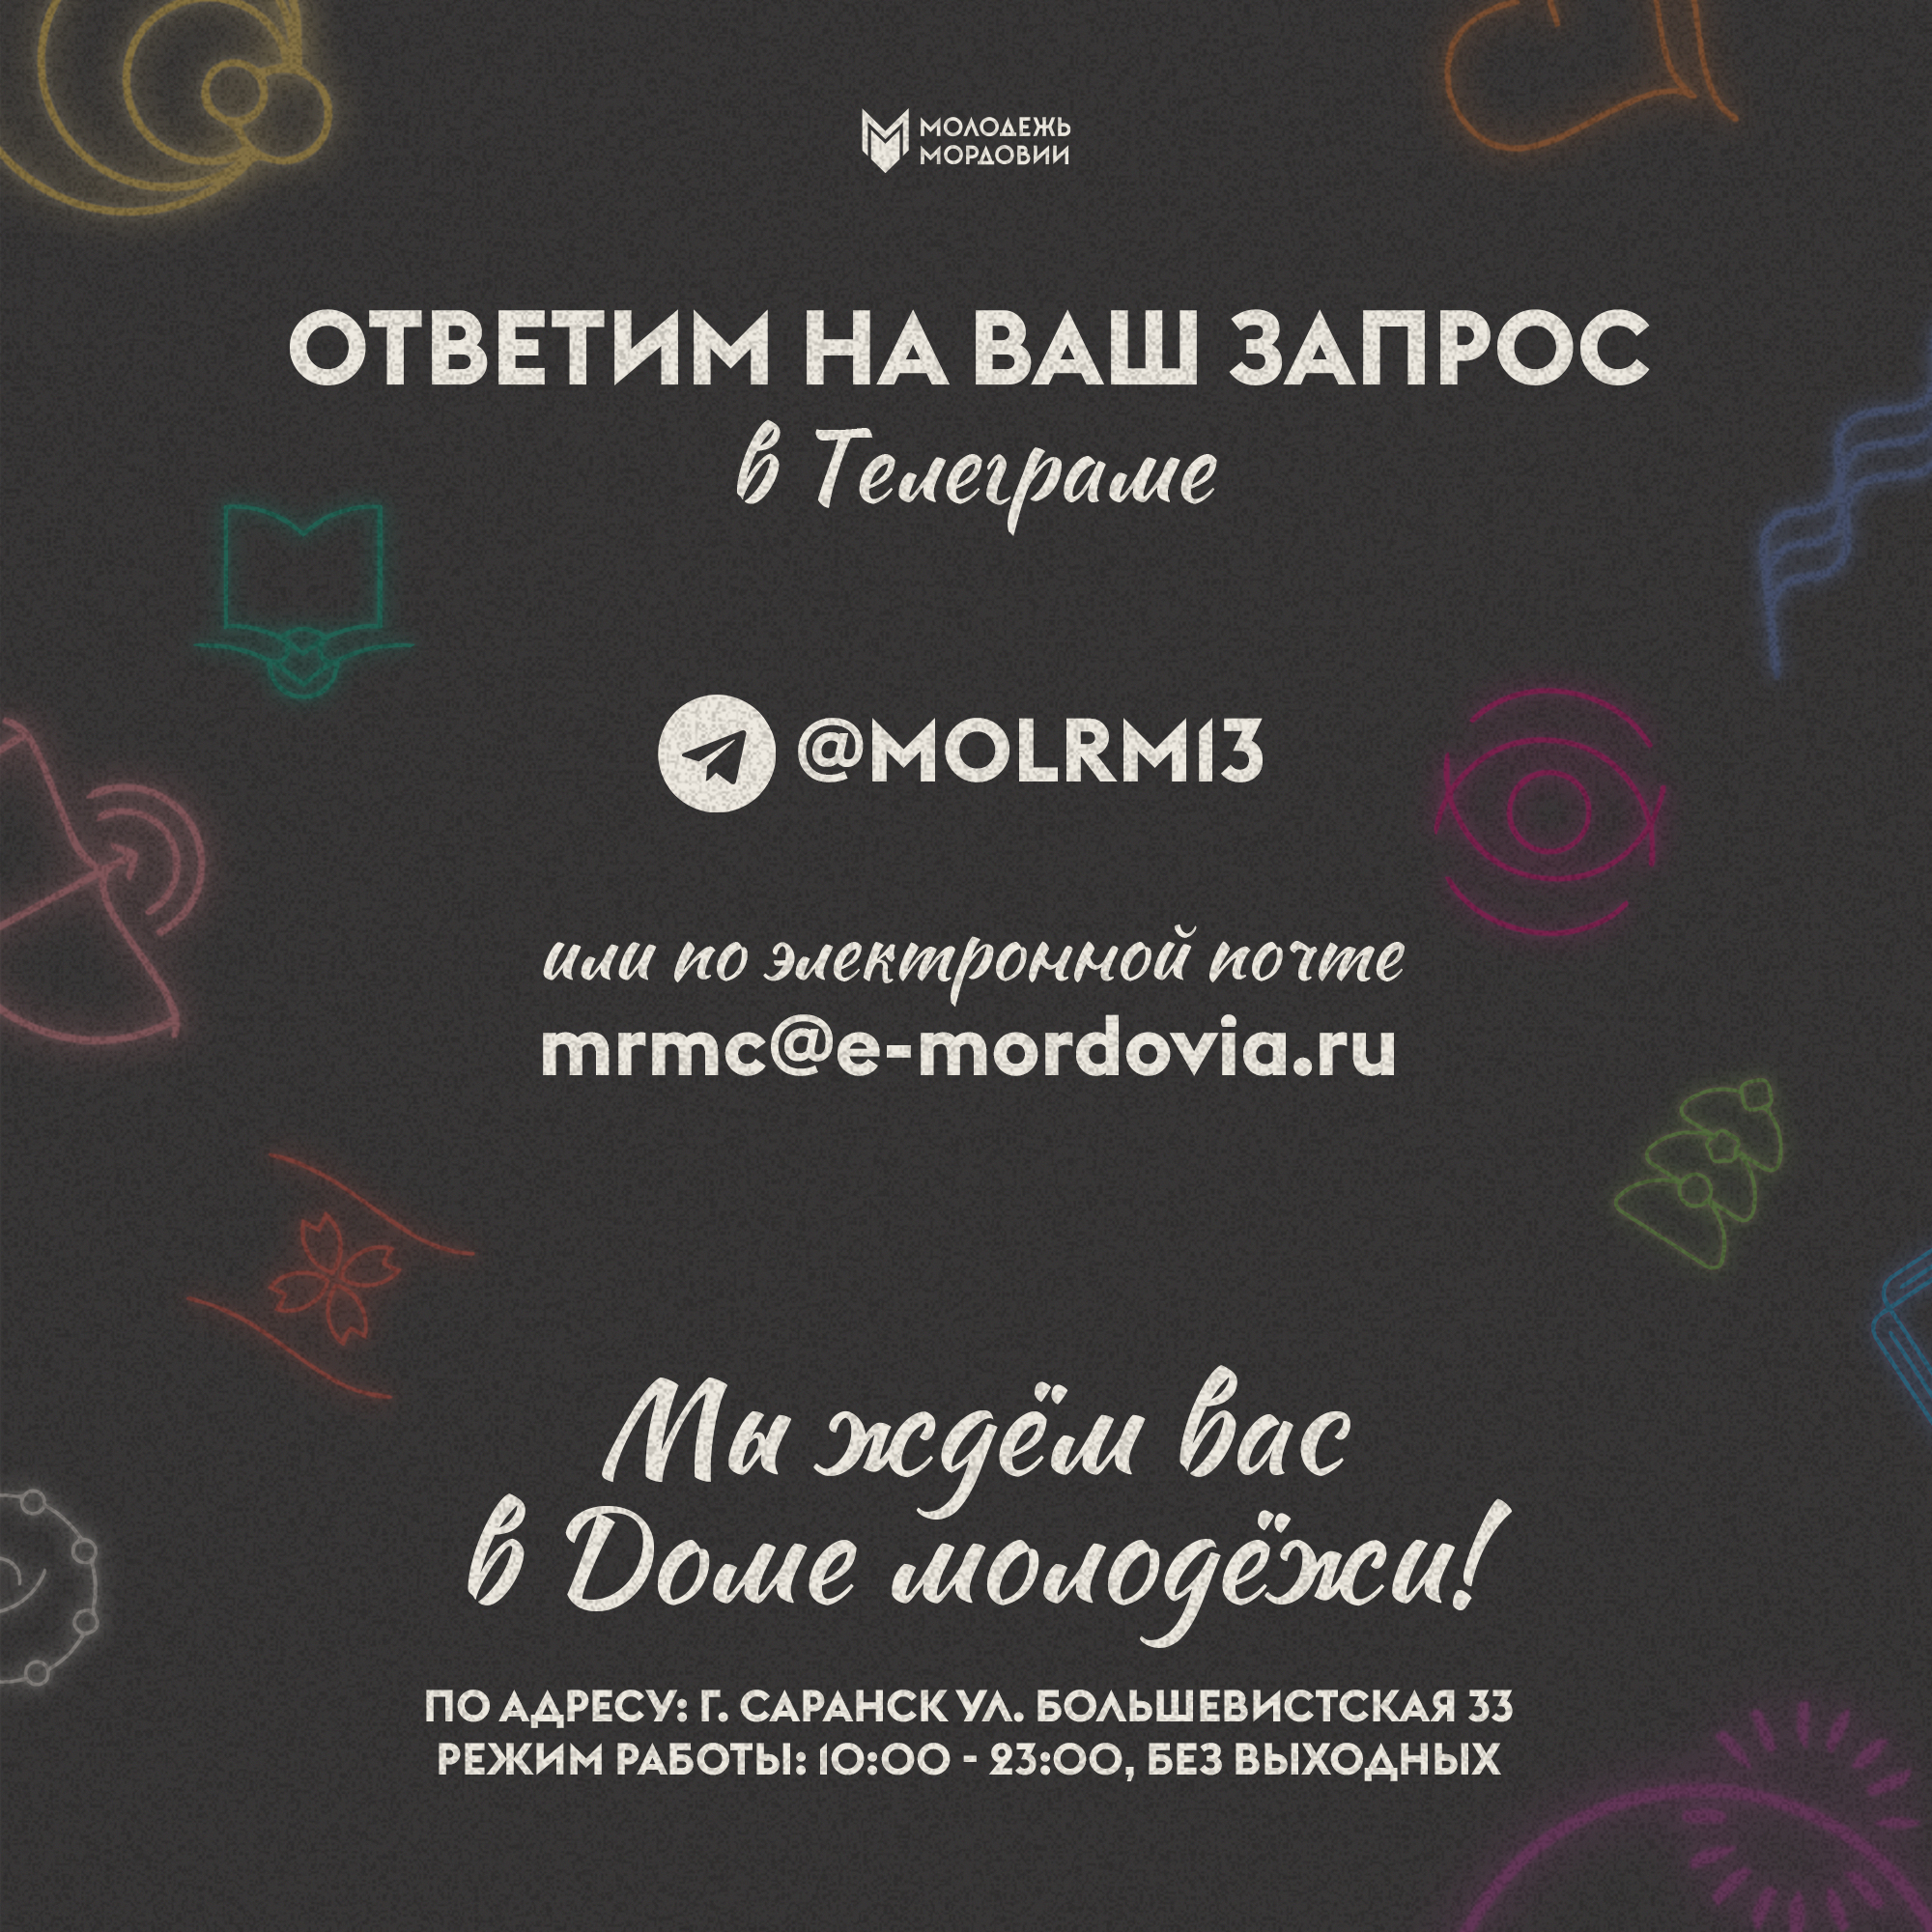 МОЛОДЕЖЬ
МОРДОВИИ
ОТВЕТИМ НА ВАШ ЗАПРОС
в Телеграме
@MOLRM13
или по электронной почте
mrmc@e-mordovia.ru
Мы ждём вас
в Доме молодёжи!
ПО АДРЕСУ: Г. САРАНСК УЛ. БОЛЬШЕВИСТСКАЯ 33
РЕЖИМ РАБОТЫ: 10:00 - 23:00, БЕЗ ВЫХОДНЫХ